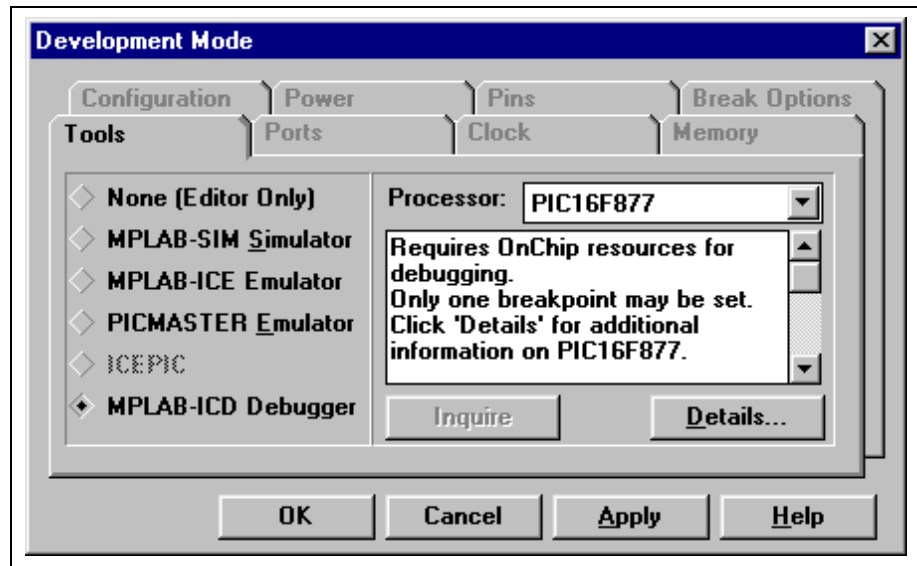 Development Mode
Configuration Power Pins Break Options
Tools Ports Clock Memory
None (Editor Only)
MPLAB-SIM Simulator
MPLAB-ICE Emulator
PICMASTER Emulator
ICEPIC
MPLAB-ICD Debugger
Processor: PIC16F877
Requires OnChip resources for
debugging.
Only one breakpoint may be set.
Click 'Details' for additional
information on PIC16F877.
Inquire Details...
OK Cancel Apply Help